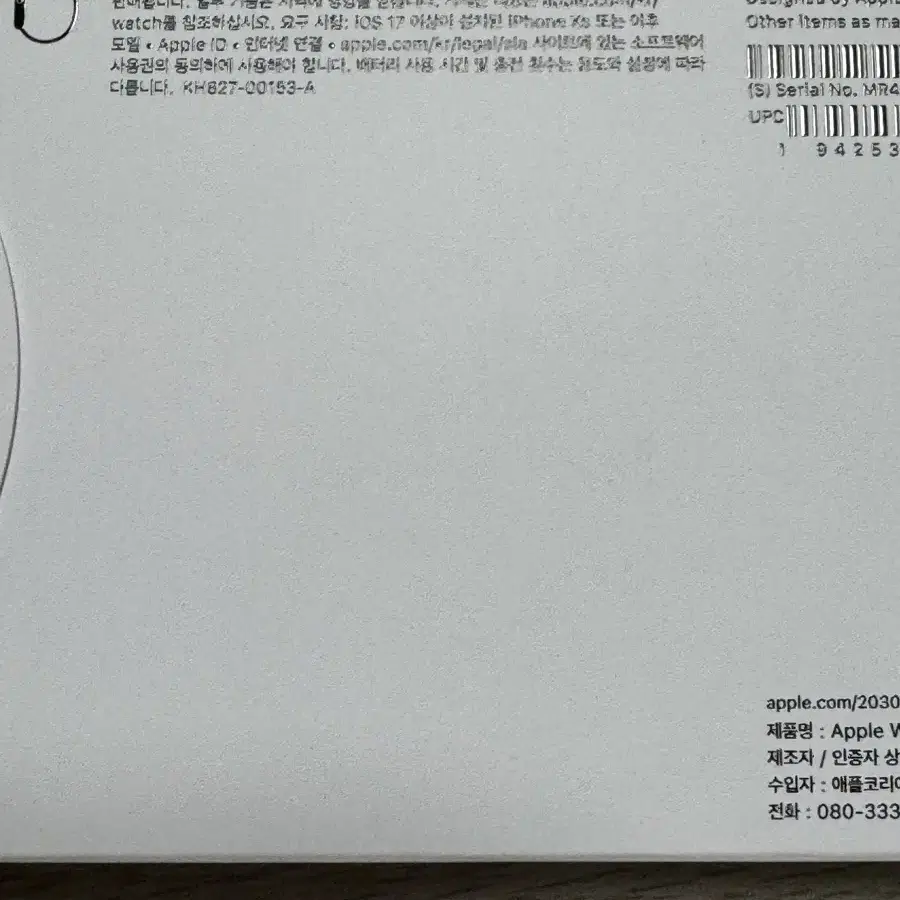 watch를 참조하십시오. 요구 사항: iOS 17 이상이 설치된 iPhone Xs 또는 이후
모델 • Apple ID • 인터넷 연결 • apple.com/kr/legal/sla 사이트에 있는 소프트웨어
사용권의 동의하에 사용해야 합니다. 배터리 사용 시간 및 충전 횟수는 용도와 설정에 따라
다릅니다. KH827-00153-A
Designed by Apple
Other items as ma
(S) Serial No. MR4
UPC
1 94253
apple.com/2030
제품명 : Apple W
제조자 / 인증자 상
수입자 : 애플코리아
전화 : 080-333